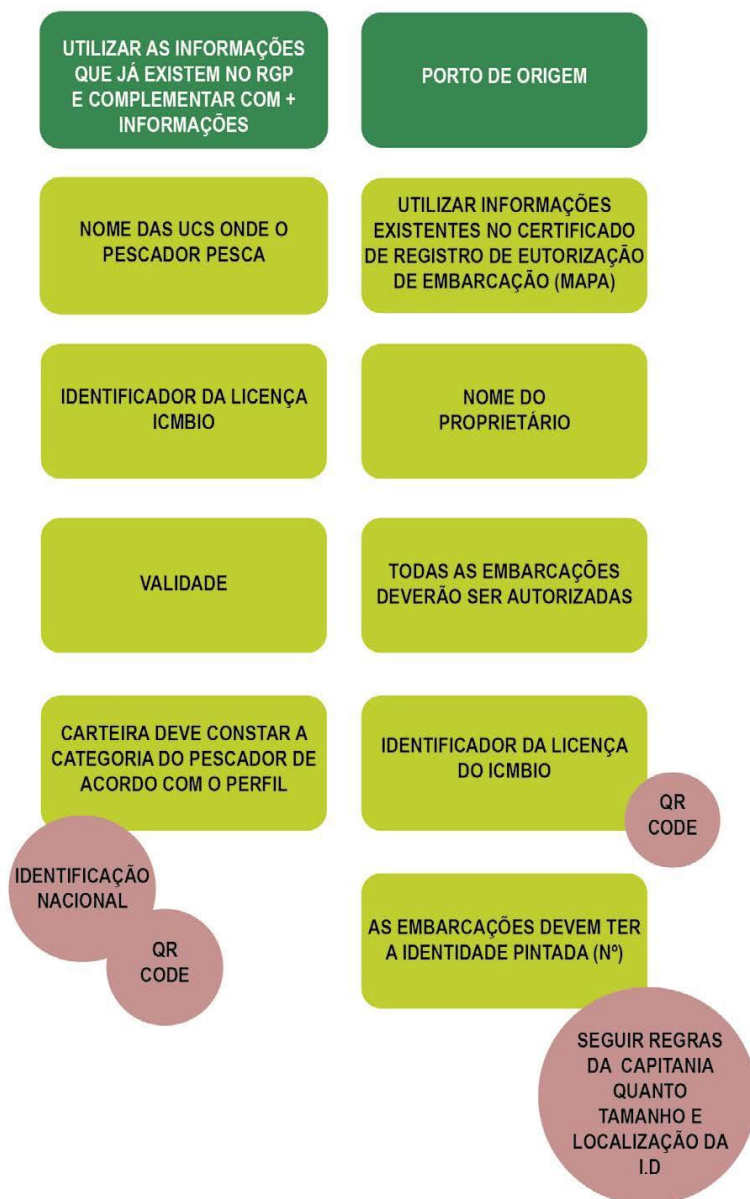 UTILIZAR AS INFORMAÇÕES
QUE JÁ EXISTEM NO RGP
E COMPLEMENTAR COM +
INFORMAÇÕES
NOME DAS UCS ONDE O
PESCADOR PESCA
IDENTIFICADOR DA LICENÇA
ICMBIO
VALIDADE
CARTEIRA DEVE CONSTAR A
CATEGORIA DO PESCADOR DE
ACORDO COM O PERFIL
IDENTIFICAÇÃO
NACIONAL
QR
CODE
PORTO DE ORIGEM
UTILIZAR INFORMAÇÕES
EXISTENTES NO CERTIFICADO
DE REGISTRO DE EUTORIZAÇÃO
DE EMBARCAÇÃO (MAPA)
NOME DO
PROPRIETÁRIO
TODAS AS EMBARCAÇÕES
DEVERÃO SER AUTORIZADAS
IDENTIFICADOR DA LICENÇA
DO ICMBIO
QR
CODE
AS EMBARCAÇÕES DEVEM TER
A IDENTIDADE PINTADA (Nº)
SEGUIR REGRAS
DA CAPITANIA
QUANTO
TAMANHO E
LOCALIZAÇÃO DA
I.D